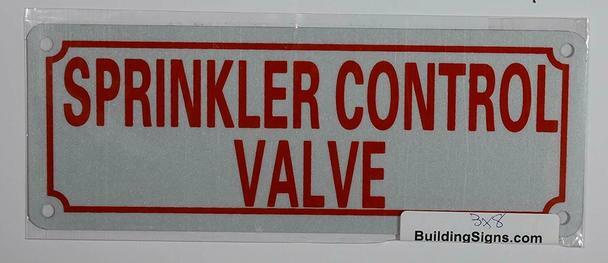 SPRINKLER CONTROL
VALVE
3x8
BuildingSigns.com